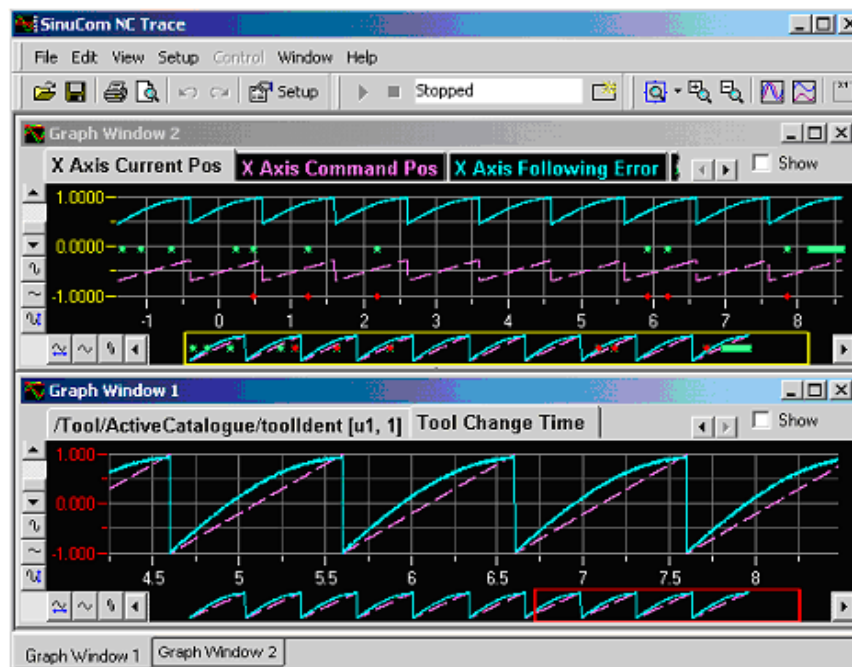 SinuCom NC Trace
File Edit View Setup Control Window Help
Setup Stopped
Graph Window 2
X Axis Current Pos X Axis Command Pos X Axis Following Error Show
1.0000
0.0000
-1.0000
-1 0 1 2 3 4 5 6 7 8
Graph Window 1
/Tool/ActiveCatalogue/toolIdent [u1, 1] Tool Change Time Show
1.000
0.000
-1.000
4.5 5 5.5 6 6.5 7 7.5 8
Graph Window 1 Graph Window 2